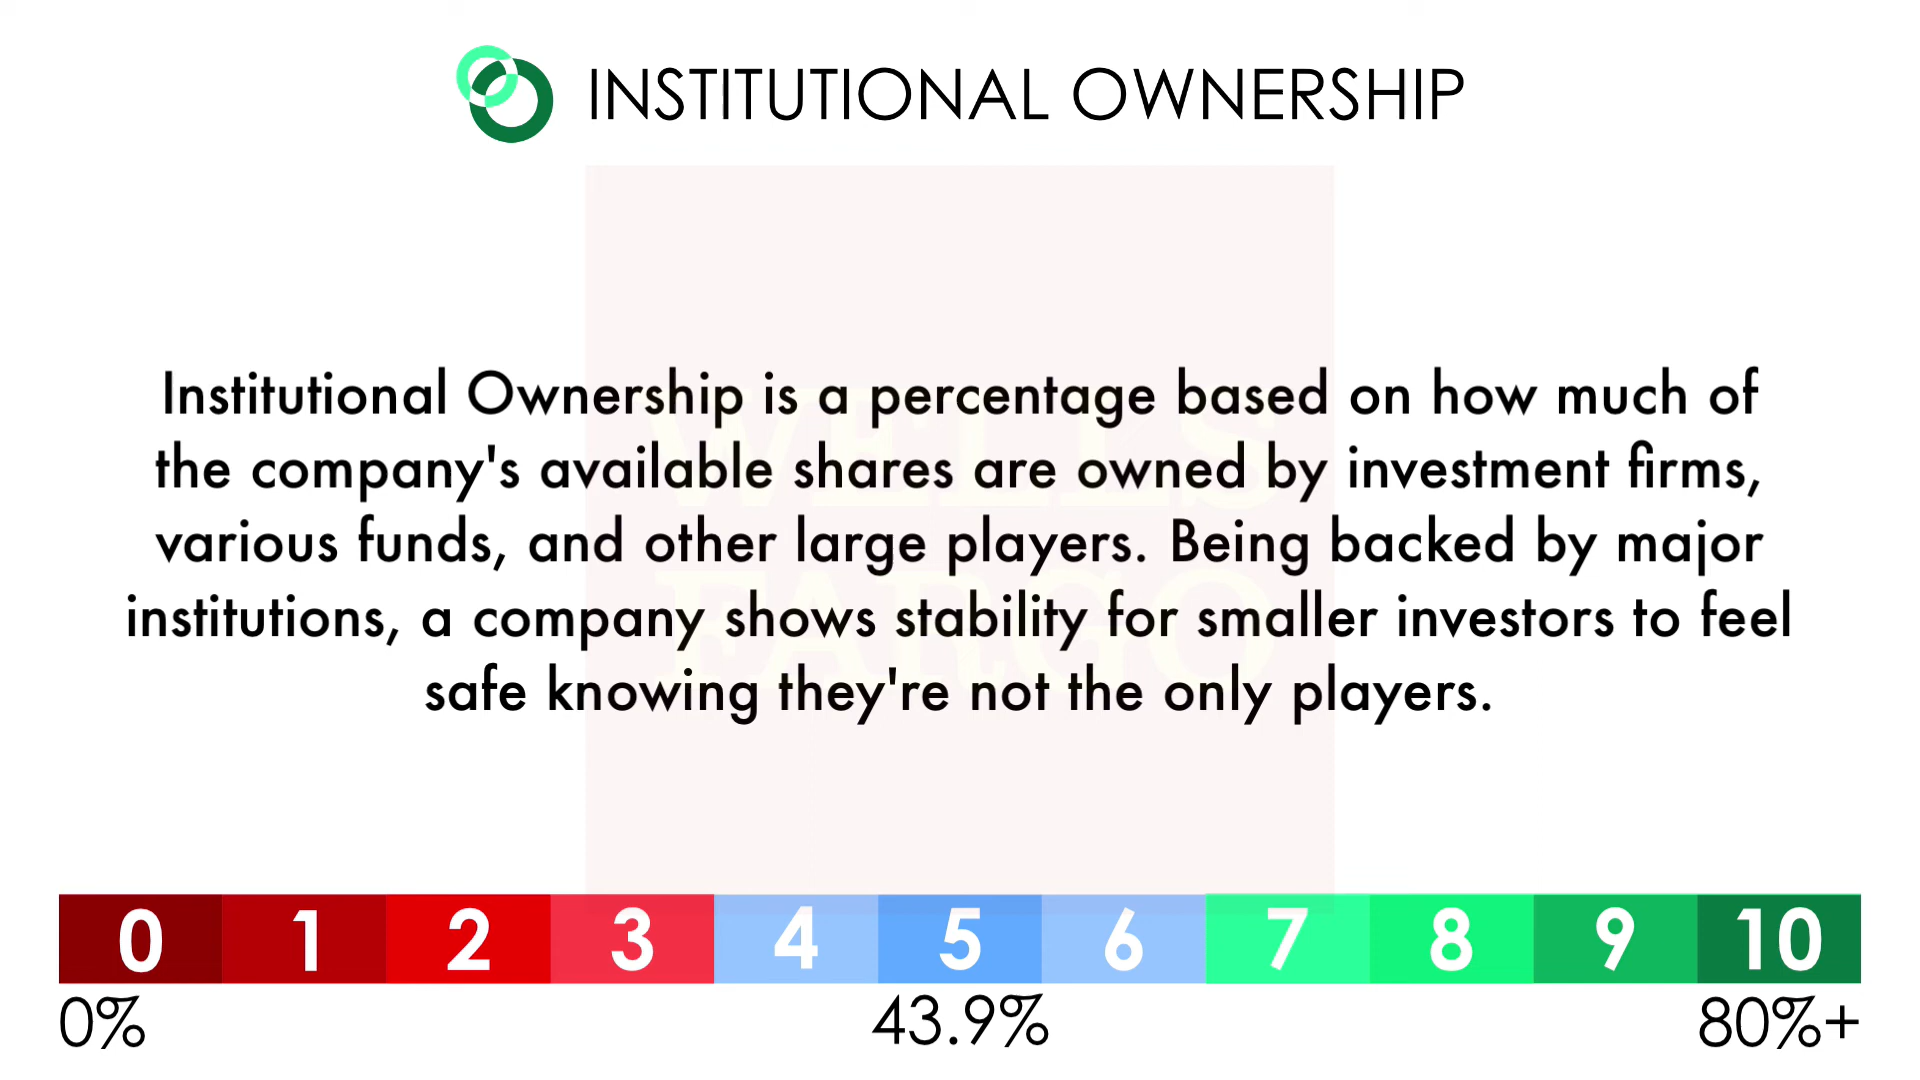 INSTITUTIONAL OWNERSHIP
WELLS
FARGO
Institutional Ownership is a percentage based on how much of
the company's available shares are owned by investment firms,
various funds, and other large players. Being backed by major
institutions, a company shows stability for smaller investors to feel
safe knowing they're not the only players.
0 1 2 3 4 5 6 7 8 9 10
0% 43.9% 80%+